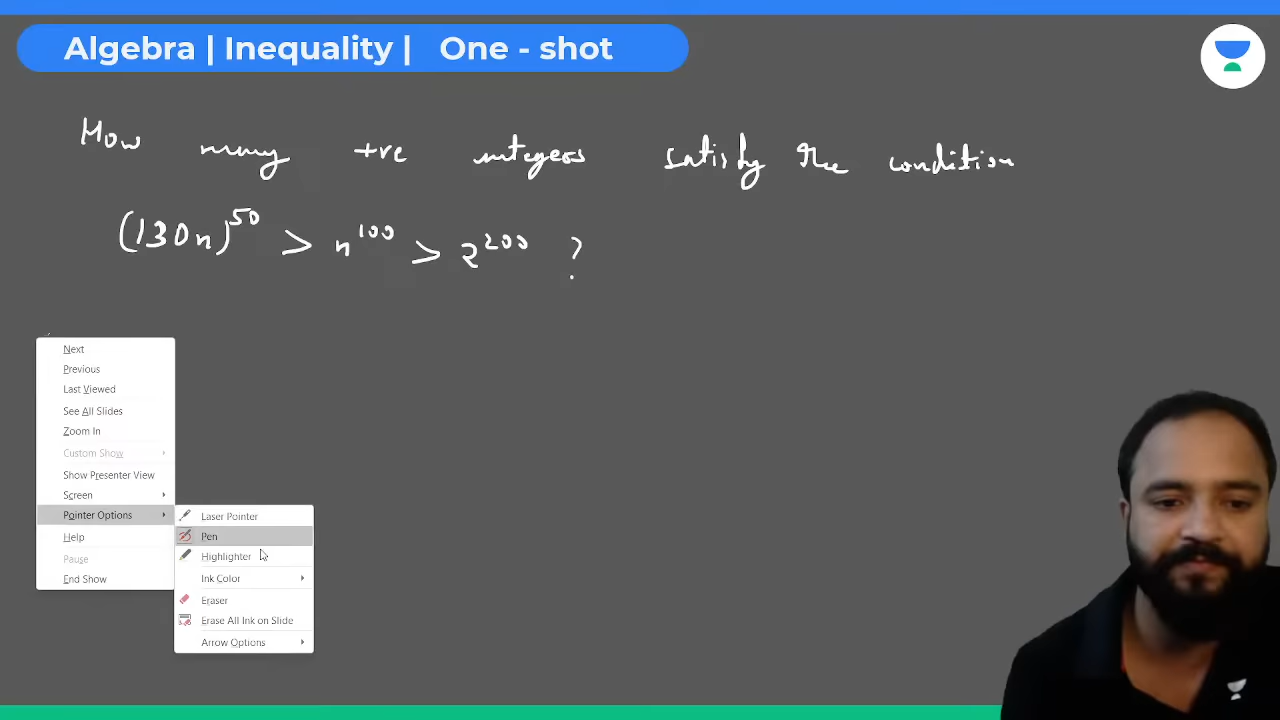 Algebra | Inequality | One - shot
How many +ve integers satisfy the condition
(130n)^50 > n^100 > 2^200 ?
Next
Previous
Last Viewed
See All Slides
Zoom In
Custom Show
Show Presenter View
Screen
Pointer Options
Help
Pause
End Show
Laser Pointer
Pen
Highlighter
Ink Color
Eraser
Erase All Ink on Slide
Arrow Options